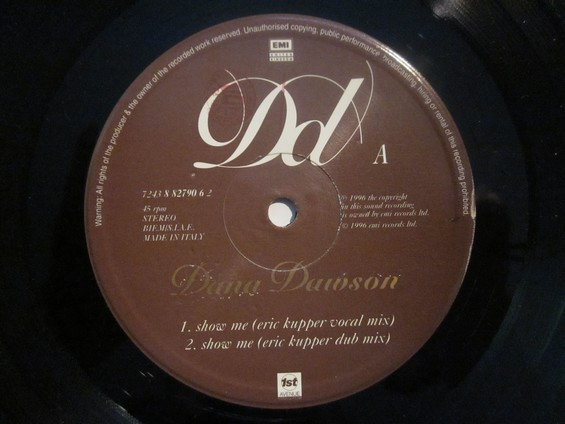 Warning: All rights of the producer & the owner of the recorded work reserved. Unauthorised copying, public performance, broadcasting, hiring or rental of this recording prohibited.
EMI
UNITED
KINGDOM
Dd
A
7243 8 82790 6 2
45 rpm
STEREO
BIEM/S.I.A.E.
MADE IN ITALY
℗ 1996 the copyright
in this sound recording
is owned by emi records ltd.
© 1996 emi records ltd.
Dana Dawson
1. show me (eric kupper vocal mix)
2. show me (eric kupper dub mix)
1st
AVENUE